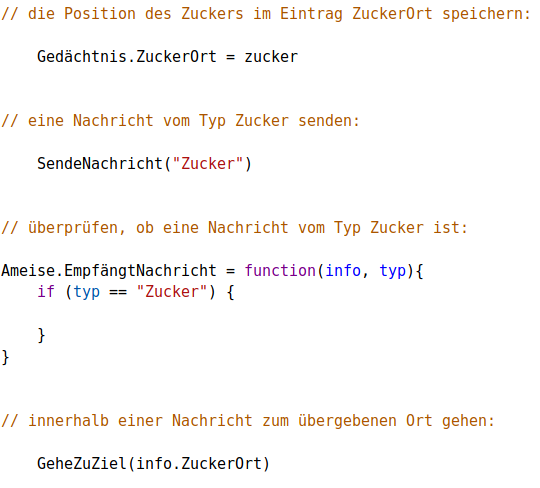 // die Position des Zuckers im Eintrag ZuckerOrt speichern:
Gedächtnis.ZuckerOrt = zucker
// eine Nachricht vom Typ Zucker senden:
SendeNachricht("Zucker")
// überprüfen, ob eine Nachricht vom Typ Zucker ist:
Ameise.EmpfängtNachricht = function(info, typ){
if (typ == "Zucker") {
}
}
// innerhalb einer Nachricht zum übergebenen Ort gehen:
GeheZuZiel(info.ZuckerOrt)